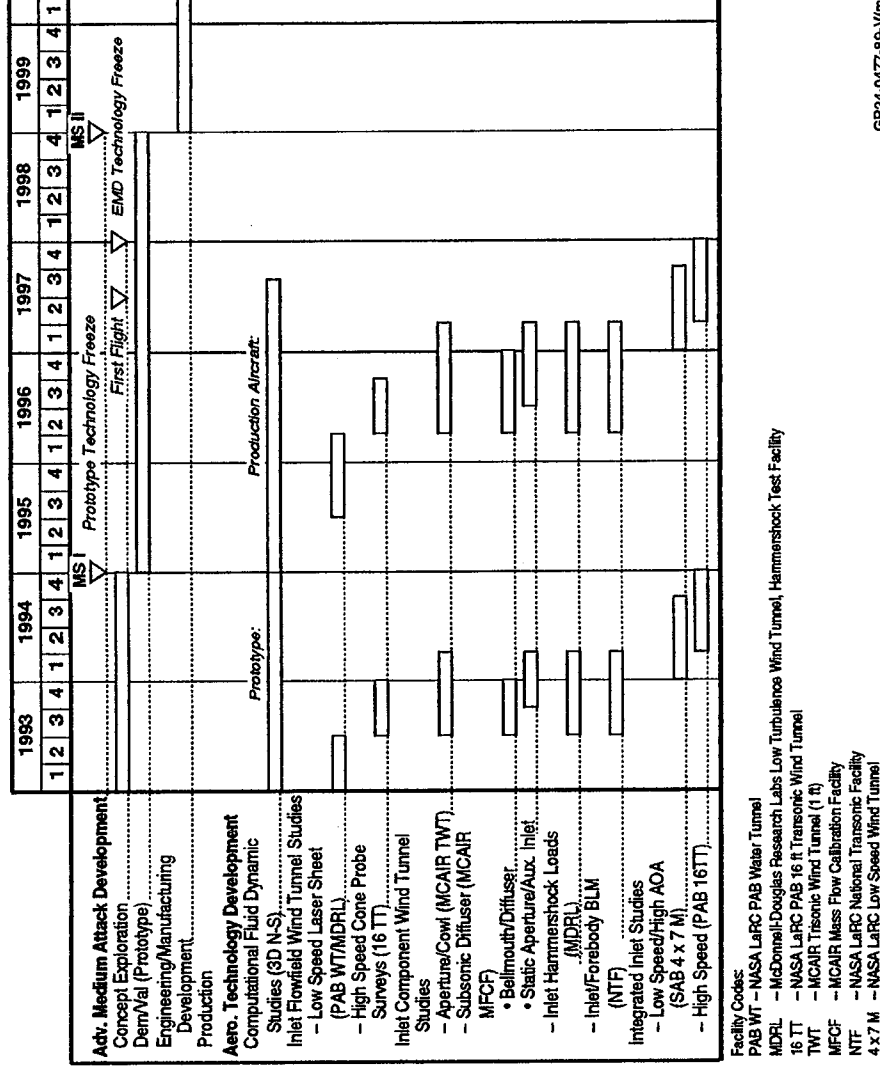 1993 1994 1995 1996 1997 1998 1999
1 2 3 4 1 2 3 4 1 2 3 4 1 2 3 4 1 2 3 4 1 2 3 4 1 2 3 4 1
Adv. Medium Attack Development
MS I
MS II
Concept Exploration
Prototype Technology Freeze
First Flight
EMD Technology Freeze
Dem/Val (Prototype)
Engineering/Manufacturing
Development
Production
Aero. Technology Development
Computational Fluid Dynamic
Prototype:
Production Aircraft:
Studies (3D N-S)
Inlet Flowfield Wind Tunnel Studies
– Low Speed Laser Sheet
(PAB WT/MDRL)
– High Speed Cone Probe
Surveys (16 TT)
Inlet Component Wind Tunnel
Studies
– Aperture/Cowl (MCAIR TWT)
– Subsonic Diffuser (MCAIR
MFCF)
• Bellmouth/Diffuser
• Static Aperture/Aux. Inlet
– Inlet Hammershock Loads
(MDRL)
– Inlet/Forebody BLM
(NTF)
Integrated Inlet Studies
– Low Speed/High AOA
(SAB 4 x 7 M)
– High Speed (PAB 16TT)
Facility Codes:
PAB WT – NASA LaRC PAB Water Tunnel
MDRL – McDonnell-Douglas Research Labs Low Turbulence Wind Tunnel, Hammershock Test Facility
16 TT – NASA LaRC PAB 16 ft Transonic Wind Tunnel
TWT – MCAIR Trisonic Wind Tunnel (1 ft)
MFCF – MCAIR Mass Flow Calibration Facility
NTF – NASA LaRC National Transonic Facility
4 x 7 M – NASA LaRC Low Speed Wind Tunnel